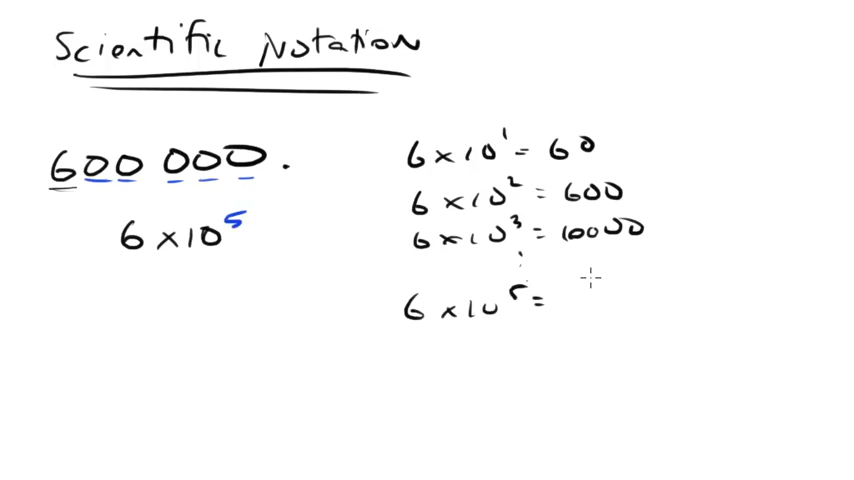 Scientific Notation
600 000.
6 × 10⁵
6 × 10¹ = 60
6 × 10² = 600
6 × 10³ = 10000
⋮
6 × 10⁵ =